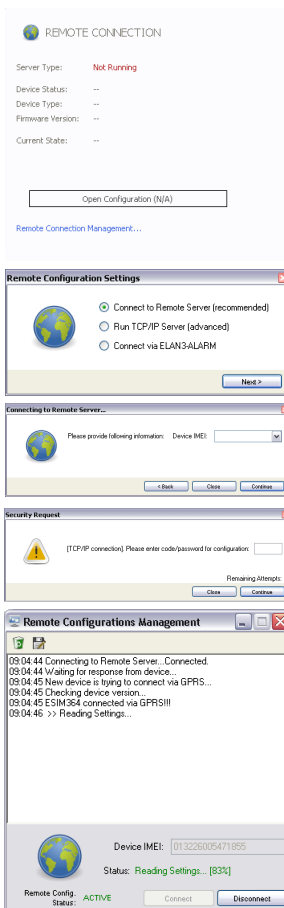 REMOTE CONNECTION
Server Type: Not Running
Device Status: --
Device Type: --
Firmware Version: --
Current State: --
Open Configuration (N/A)
Remote Connection Management...
Remote Configuration Settings
Connect to Remote Server (recommended)
Run TCP/IP Server (advanced)
Connect via ELAN3-ALARM
Next >
Connecting to Remote Server...
Please provide following information: Device IMEI:
< Back Close Continue
Security Request
[TCP/IP connection]. Please enter code/password for configuration:
Remaining Attempts:
Close Continue
Remote Configurations Management
09:04:44 Connecting to Remote Server...Connected.
09:04:44 Waiting for response from device...
09:04:45 New device is trying to connect via GPRS...
09:04:45 Checking device version...
09:04:45 ESIM364 connected via GPRS!!!
09:04:46 >> Reading Settings...
Device IMEI: 013226005471855
Status: Reading Settings... [83%]
Remote Config. Status: ACTIVE
Connect Disconnect